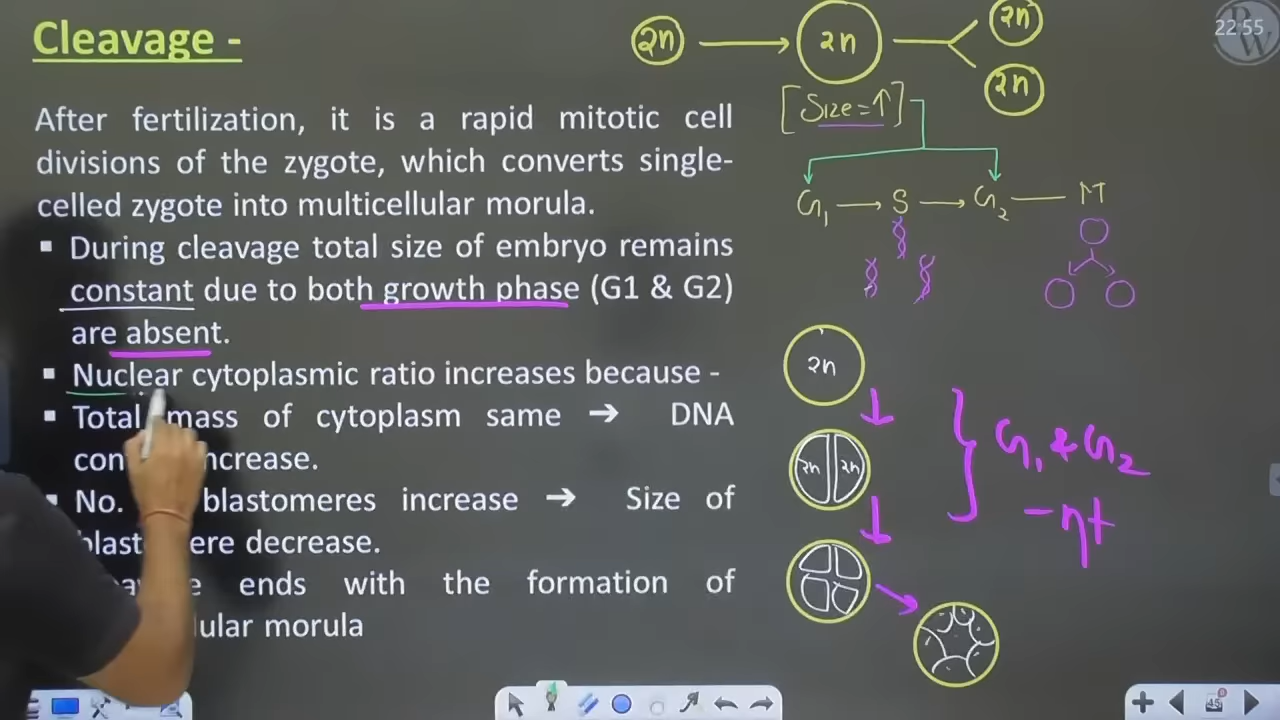 Cleavage -
After fertilization, it is a rapid mitotic cell
divisions of the zygote, which converts single-
celled zygote into multicellular morula.
▪ During cleavage total size of embryo remains
constant due to both growth phase (G1 & G2)
are absent.
▪ Nuclear cytoplasmic ratio increases because -
▪ Total mass of cytoplasm same ➔ DNA
increase.
▪ No. blastomeres increase ➔ Size of
decrease.
ends with the formation of
morula
2n → 2n
2n
2n
[Size = ↑]
G1 → S → G2 — M
2n
2n 2n
G1 & G2
22:55